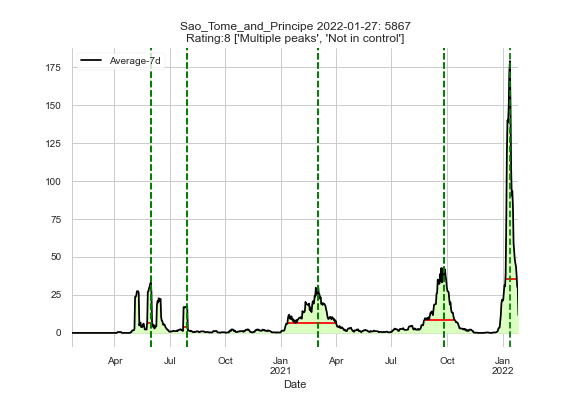 Sao_Tome_and_Principe 2022-01-27: 5867
Rating:8 ['Multiple peaks', 'Not in control']
Average-7d
175
150
125
100
75
50
25
0
Apr
Jul
Oct
Jan
2021
Apr
Jul
Oct
Jan
2022
Date